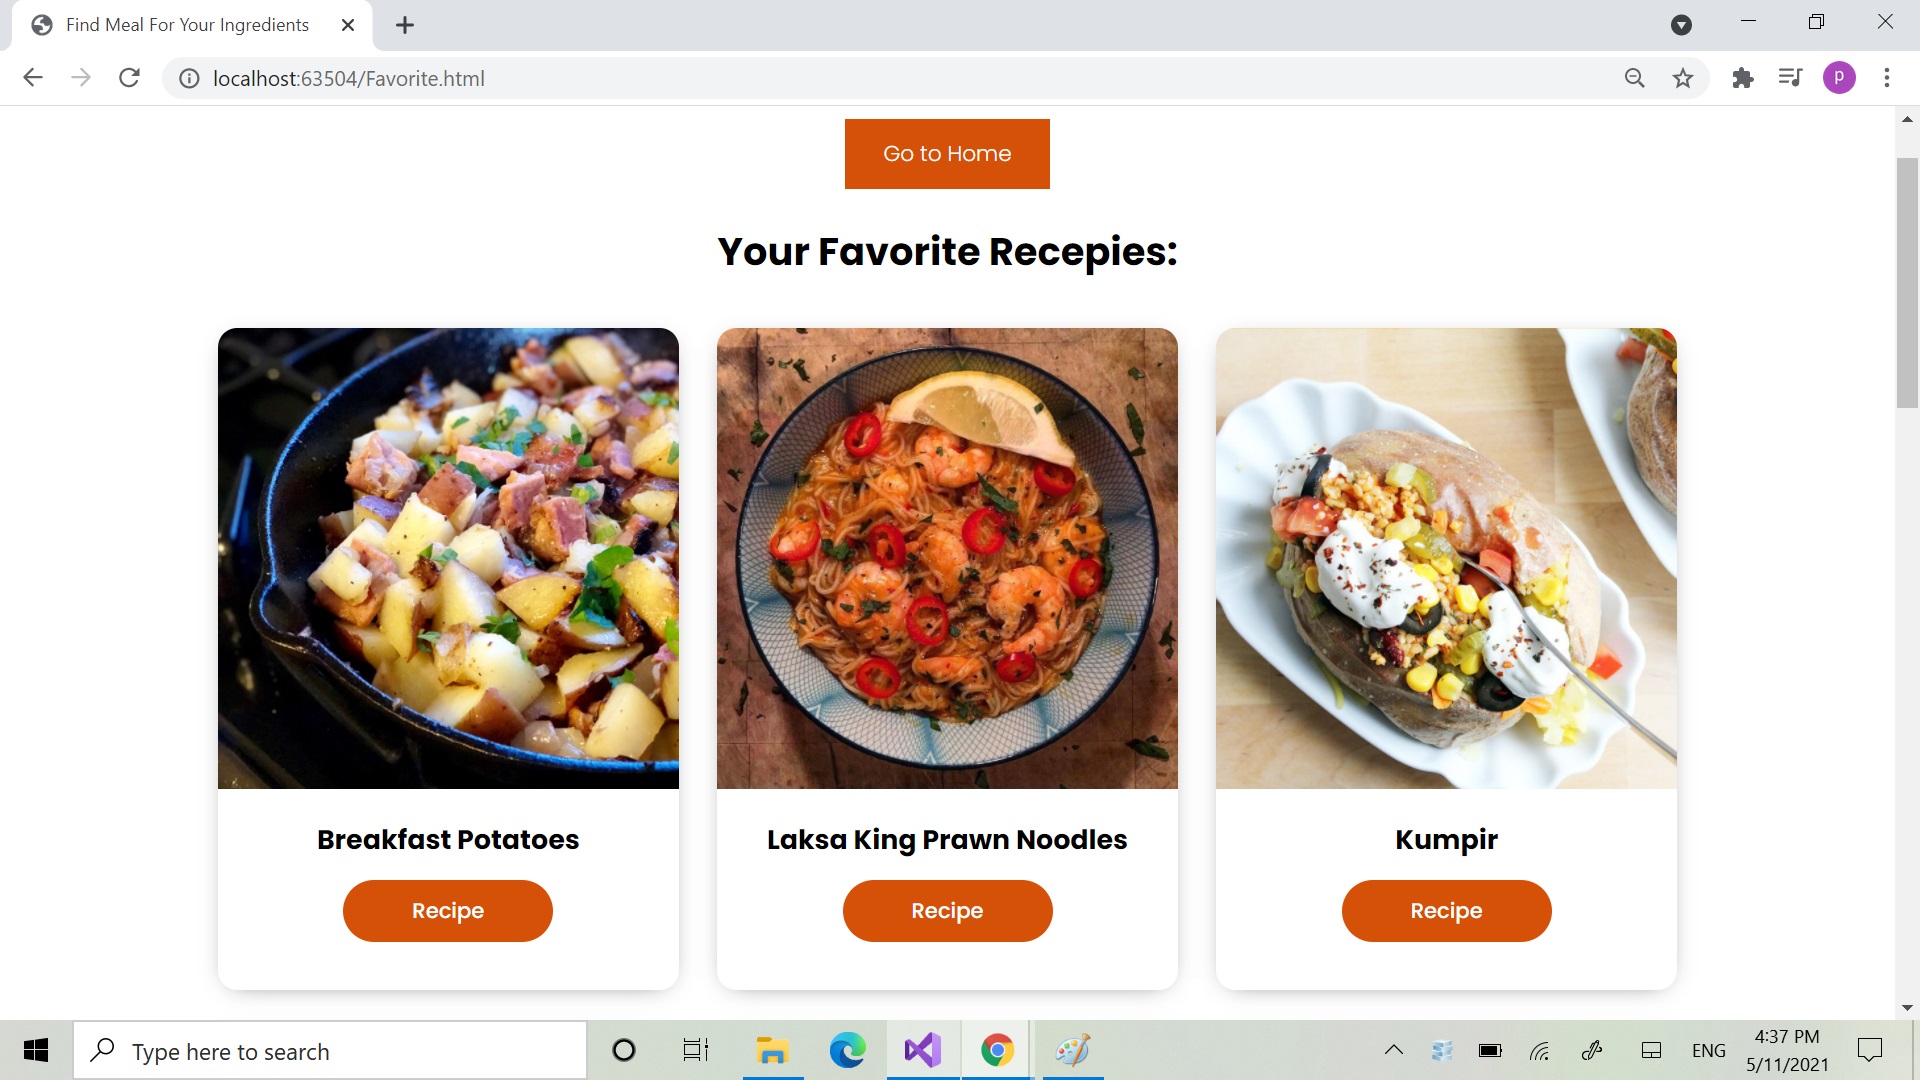 Find Meal For Your Ingredients
localhost:63504/Favorite.html
p
Go to Home
Your Favorite Recepies:
Breakfast Potatoes
Laksa King Prawn Noodles
Kumpir
Recipe
Recipe
Recipe
Type here to search
ENG
4:37 PM
5/11/2021